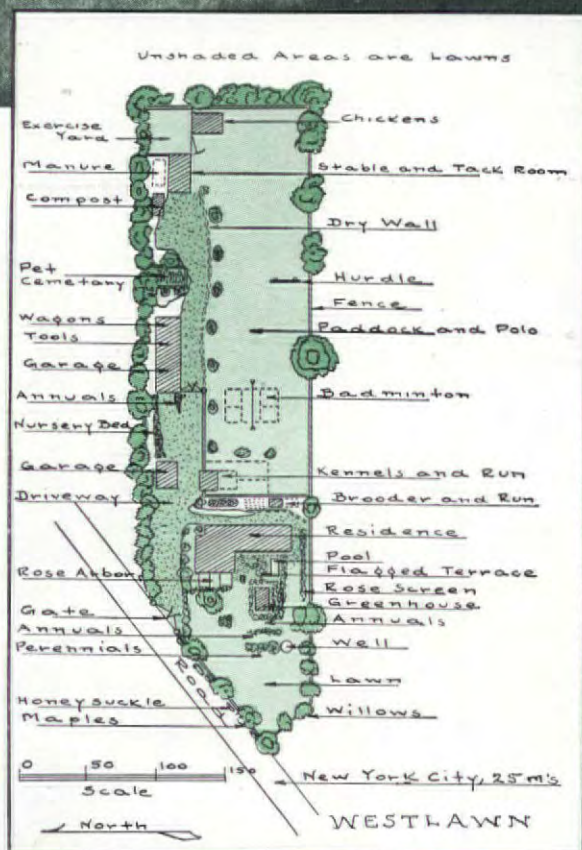 Unshaded Areas are Lawns
Exercise Yard
Manure
Compost
Pet Cemetary
Wagons
Tools
Garage
Annuals
Nursery Bed
Garage
Driveway
Rose Arbor
Gate
Annuals
Perennials
Honeysuckle
Maples
Chickens
Stable and Tack Room
Dry Wall
Hurdle
Fence
Paddock and Polo
Badminton
Kennels and Run
Brooder and Run
Residence
Pool
Flagged Terrace
Rose Screen
Greenhouse
Annuals
Well
Lawn
Willows
Road
0 50 100 150
Scale
New York City, 25 m's
North
WESTLAWN